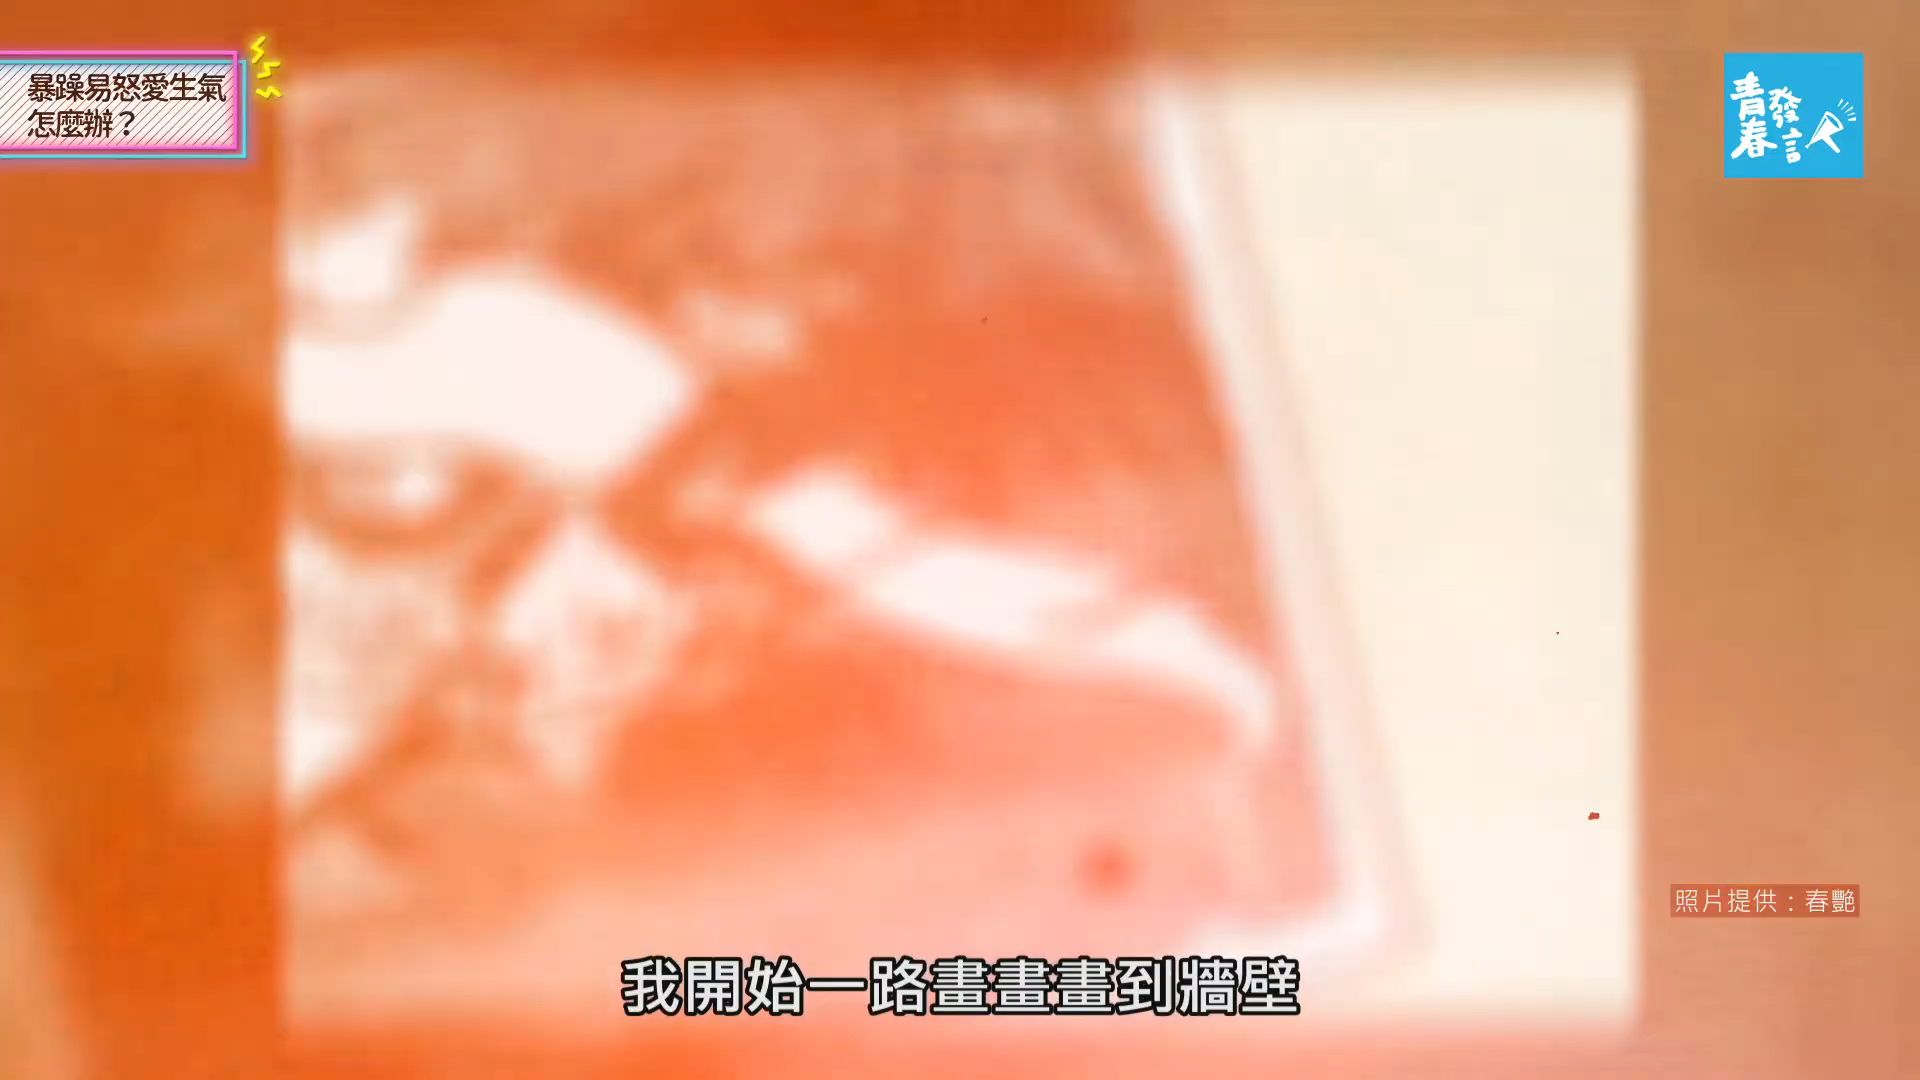 暴躁易怒愛生氣
怎麼辦？
青春發言人
照片提供：春艷
我開始一路畫畫畫到牆壁